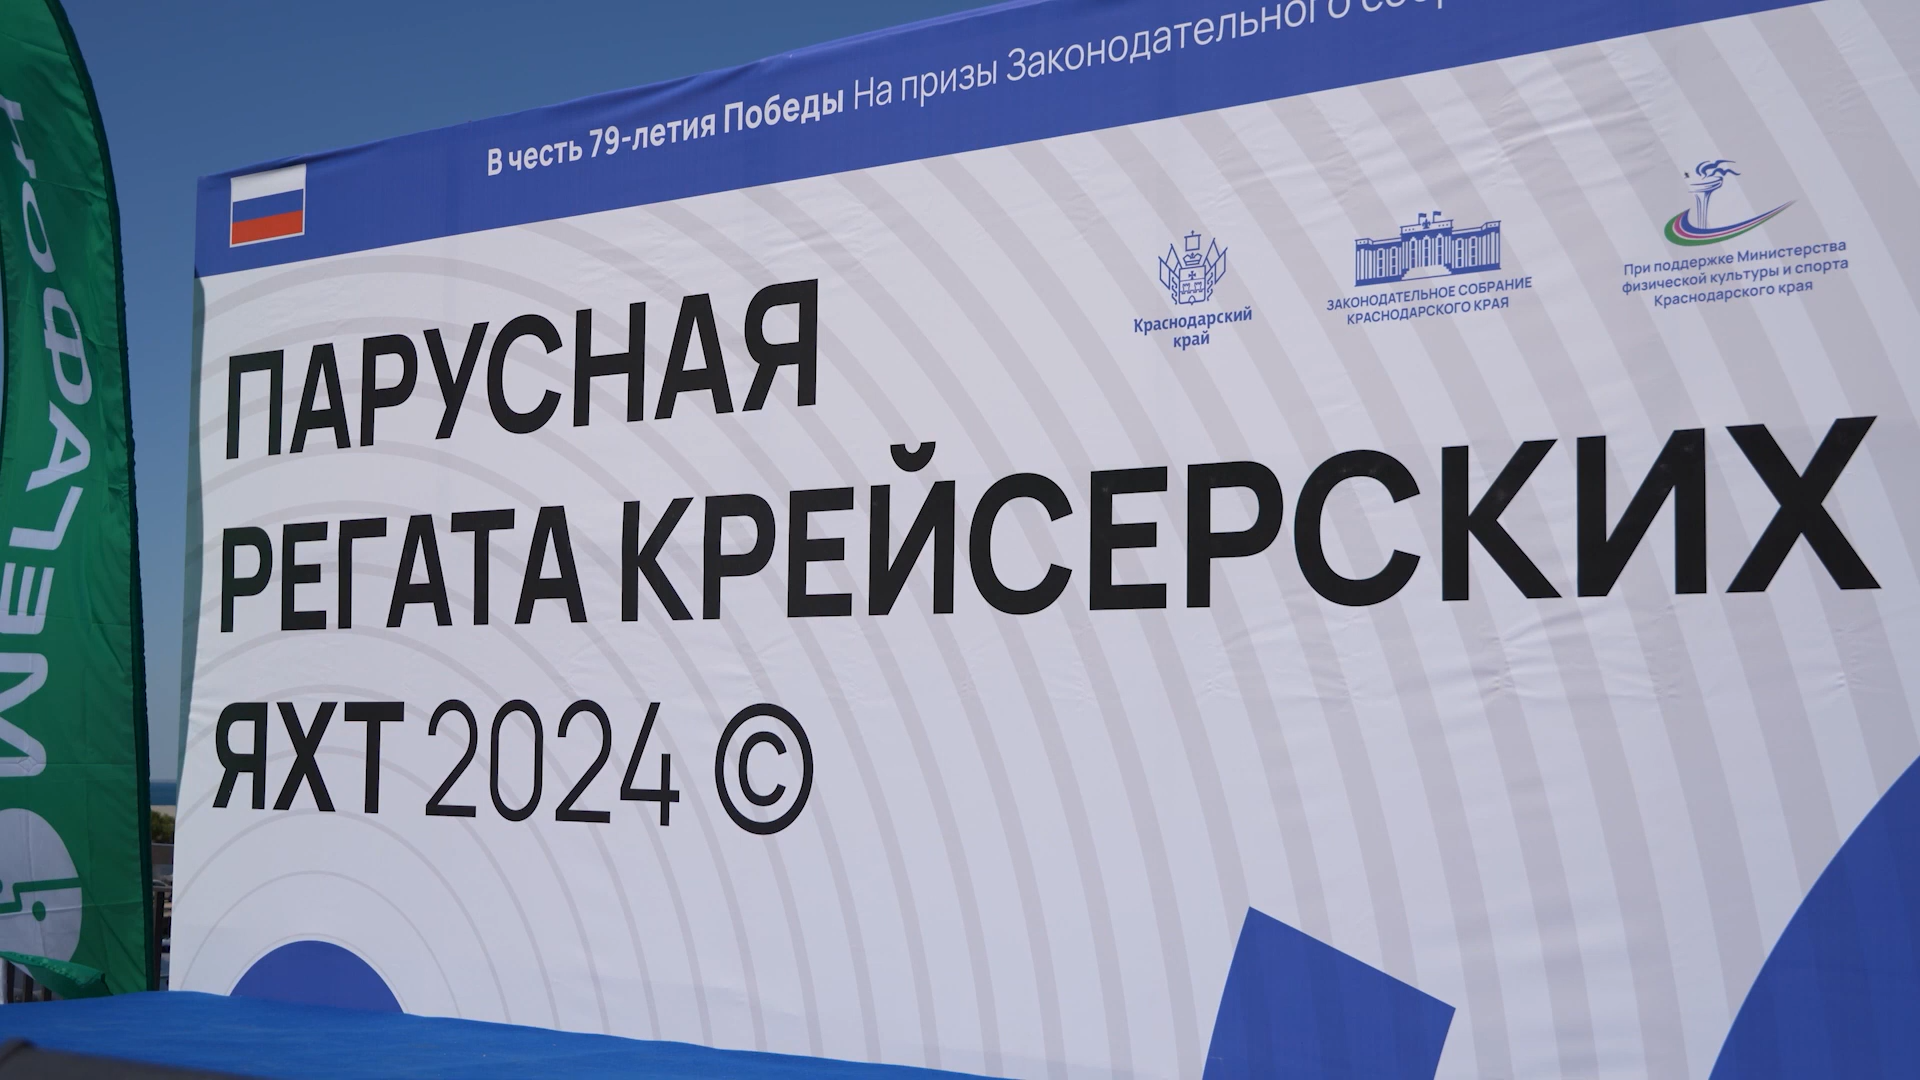 В честь 79-летия Победы На призы Законодательного
Краснодарский
край
ЗАКОНОДАТЕЛЬНОЕ СОБРАНИЕ
КРАСНОДАРСКОГО КРАЯ
При поддержке Министерства
физической культуры и спорта
Краснодарского края
ПАРУСНАЯ
РЕГАТА КРЕЙСЕРСКИХ
ЯХТ 2024 ©
МЕГАФОН